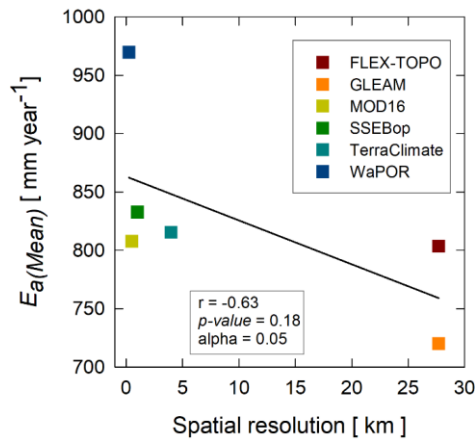 1000
950
900
850
800
750
700
E_a(Mean) [ mm year⁻¹]
FLEX-TOPO
GLEAM
MOD16
SSEBop
TerraClimate
WaPOR
r = -0.63
p-value = 0.18
alpha = 0.05
0 5 10 15 20 25 30
Spatial resolution [ km ]